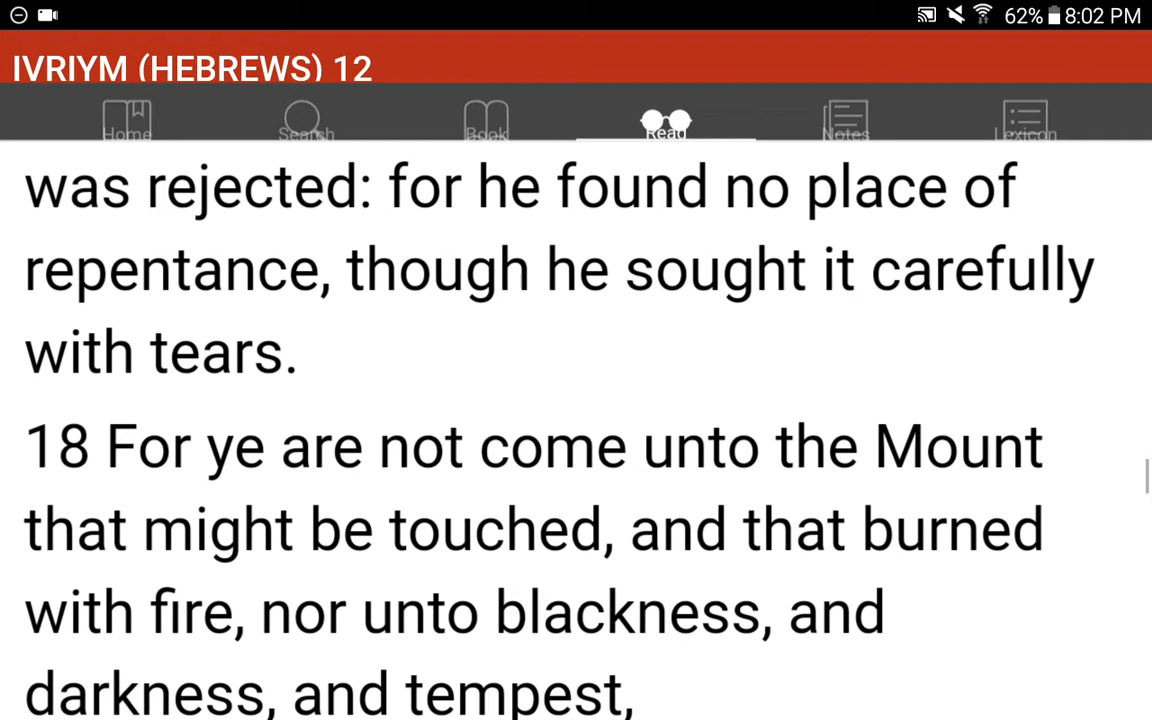 62% 8:02 PM
IVRIYM (HEBREWS) 12
Home Search Book Read Notes Lexicon
was rejected: for he found no place of
repentance, though he sought it carefully
with tears.
18 For ye are not come unto the Mount
that might be touched, and that burned
with fire, nor unto blackness, and
darkness, and tempest,